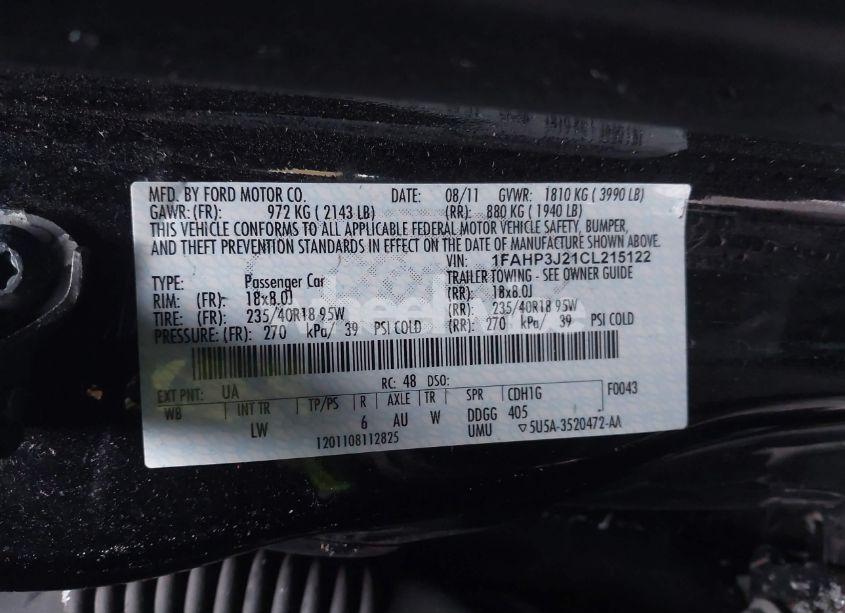 MFD. BY FORD MOTOR CO. DATE: 08/11 GVWR: 1810 KG ( 3990 LB)
GAWR: (FR): 972 KG ( 2143 LB) (RR): 880 KG ( 1940 LB)
THIS VEHICLE CONFORMS TO ALL APPLICABLE FEDERAL MOTOR VEHICLE SAFETY, BUMPER,
AND THEFT PREVENTION STANDARDS IN EFFECT ON THE DATE OF MANUFACTURE SHOWN ABOVE.
VIN: 1FAHP3J21CL215122
TYPE: Passenger Car TRAILER TOWING - SEE OWNER GUIDE
RIM: (FR): 18x8.0J (RR): 18x8.0J
TIRE: (FR): 235/40R18 95W (RR): 235/40R18 95W
PRESSURE: (FR): 270 kPa/ 39 PSI COLD (RR): 270 kPa/ 39 PSI COLD
RC: 48 DSO:
EXT PNT: UA CDH1G F0043
WB INT TR TP/PS R AXLE TR SPR
LW 6 AU W DDGG 405
1201108112825 UMU ▽5U5A-3520472-AA